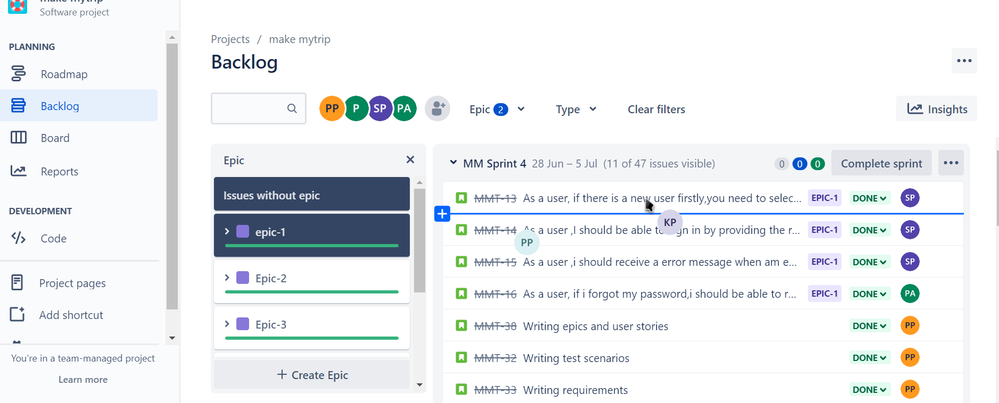 make mytrip
Software project
PLANNING
Roadmap
Backlog
Board
Reports
DEVELOPMENT
Code
Project pages
Add shortcut
You're in a team-managed project
Learn more
Projects / make mytrip
Backlog
PP P SP PA
Epic 2
Type
Clear filters
Insights
Epic
Issues without epic
epic-1
Epic-2
Epic-3
+ Create Epic
MM Sprint 4 28 Jun – 5 Jul (11 of 47 issues visible)
0 0 0
Complete sprint
MMT-13 As a user, if there is a new user firstly,you need to selec... EPIC-1 DONE SP
KP
MMT-14 As a user ,I should be able to sign in by providing the r... EPIC-1 DONE SP
PP
MMT-15 As a user ,i should receive a error message when am e... EPIC-1 DONE SP
MMT-16 As a user, if i forgot my password,i should be able to r... EPIC-1 DONE PA
MMT-38 Writing epics and user stories DONE PP
MMT-32 Writing test scenarios DONE PP
MMT-33 Writing requirements DONE PP